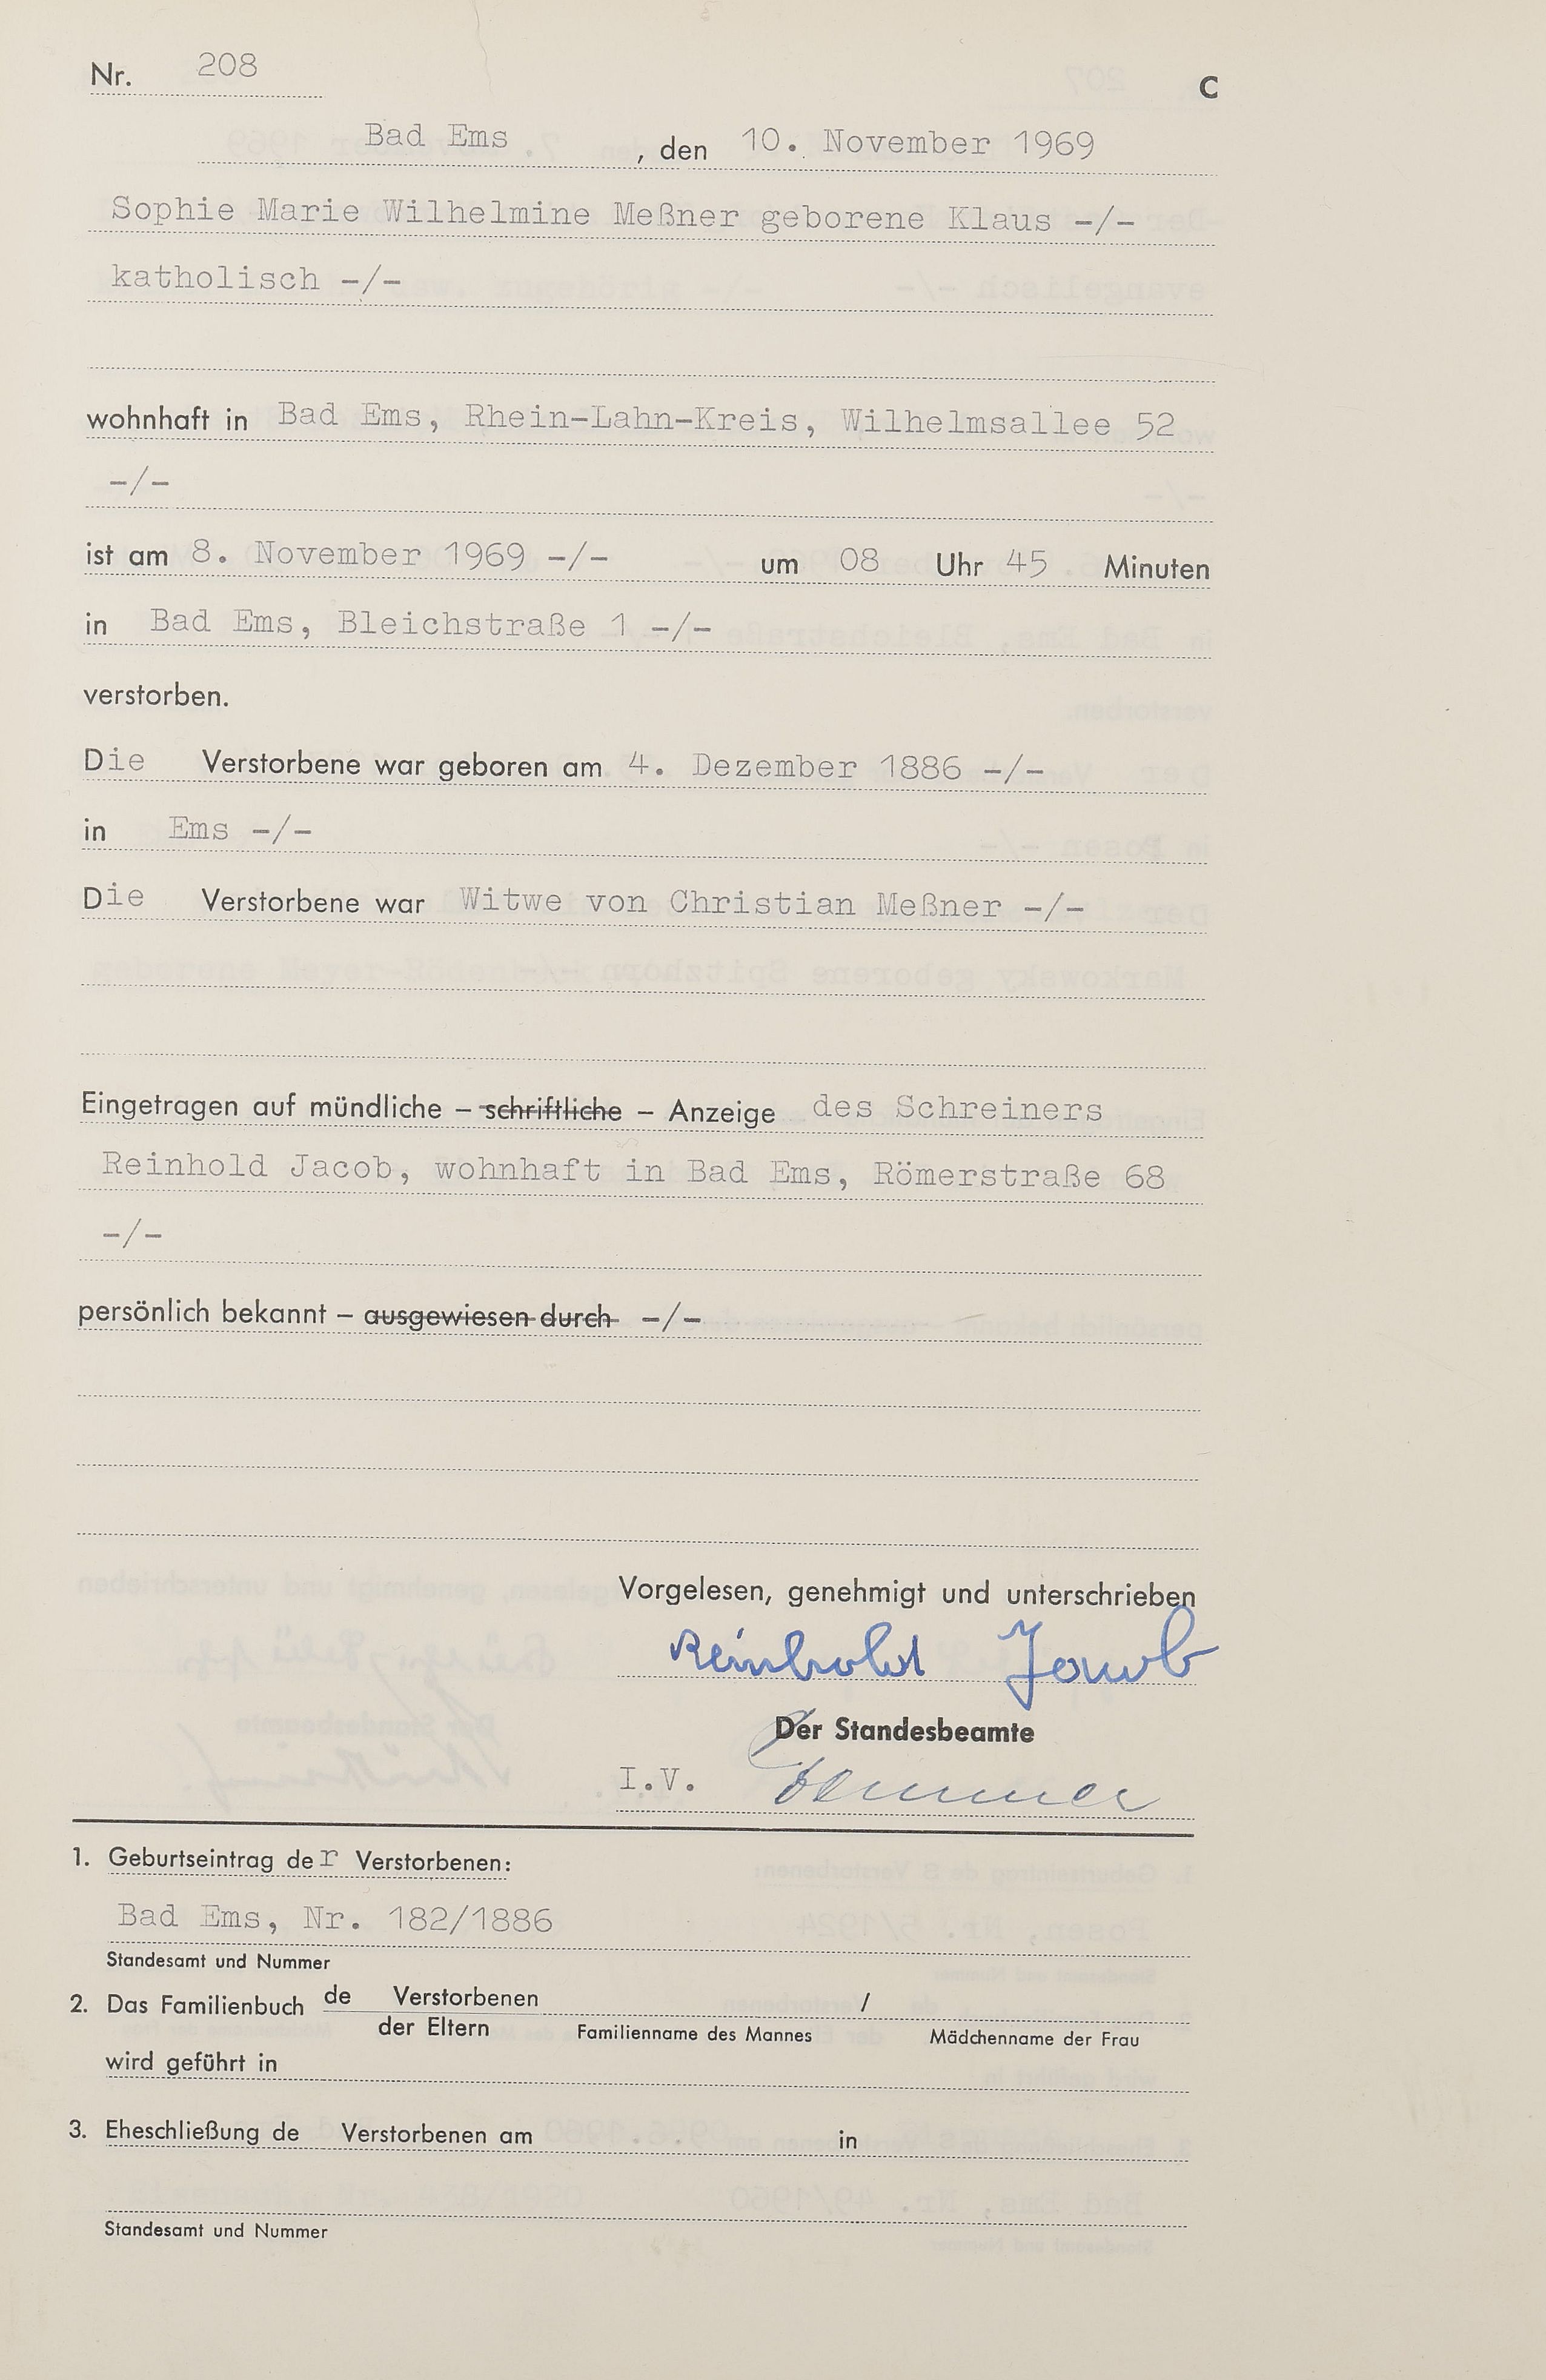 Nr. 208 C
Bad Ems , den 10. November 1969
Sophie Marie Wilhelmine Meßner geborene Klaus -/-
katholisch -/-
wohnhaft in Bad Ems, Rhein-Lahn-Kreis, Wilhelmsallee 52
-/-
ist am 8. November 1969 -/- um 08 Uhr 45 Minuten
in Bad Ems, Bleichstraße 1 -/-
verstorben.
Die Verstorbene war geboren am 4. Dezember 1886 -/-
in Ems -/-
Die Verstorbene war Witwe von Christian Meßner -/-
Eingetragen auf mündliche – schriftliche – Anzeige des Schreiners
Reinhold Jacob, wohnhaft in Bad Ems, Römerstraße 68
-/-
persönlich bekannt – ausgewiesen durch -/-
Vorgelesen, genehmigt und unterschrieben
Reinhold Jacob
Der Standesbeamte
I.V.
1. Geburtseintrag der Verstorbenen:
Bad Ems, Nr. 182/1886
Standesamt und Nummer
2. Das Familienbuch de Verstorbenen /
der Eltern Familienname des Mannes Mädchenname der Frau
wird geführt in
3. Eheschließung de Verstorbenen am in
Standesamt und Nummer